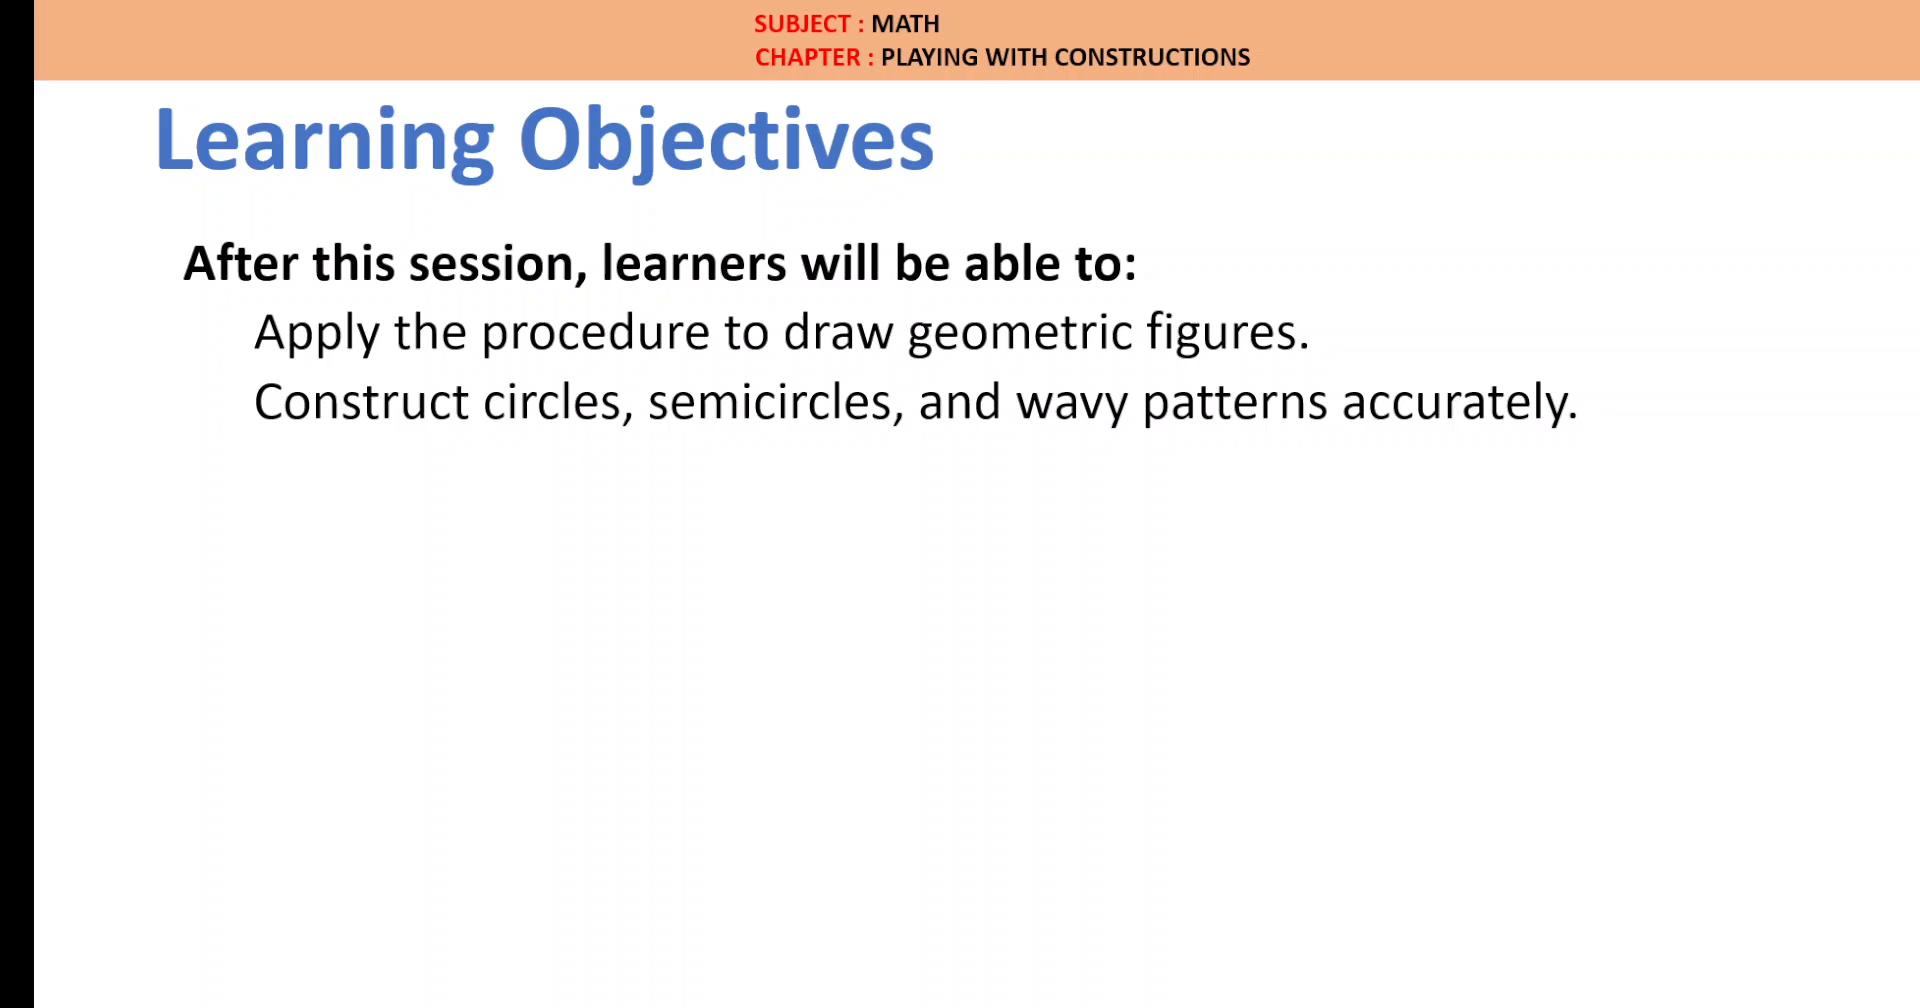 SUBJECT : MATH
CHAPTER : PLAYING WITH CONSTRUCTIONS
Learning Objectives
After this session, learners will be able to:
Apply the procedure to draw geometric figures.
Construct circles, semicircles, and wavy patterns accurately.